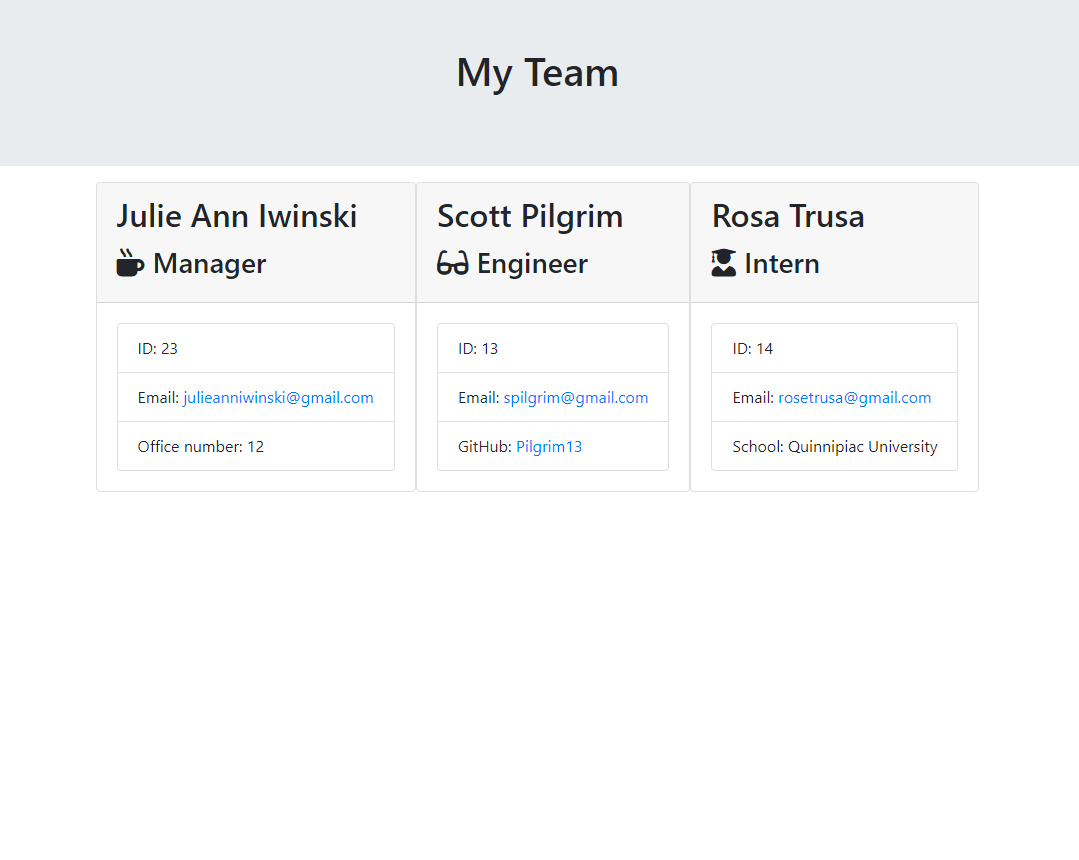 My Team
Julie Ann Iwinski
Manager
ID: 23
Email: julieanniwinski@gmail.com
Office number: 12
Scott Pilgrim
Engineer
ID: 13
Email: spilgrim@gmail.com
GitHub: Pilgrim13
Rosa Trusa
Intern
ID: 14
Email: rosetrusa@gmail.com
School: Quinnipiac University